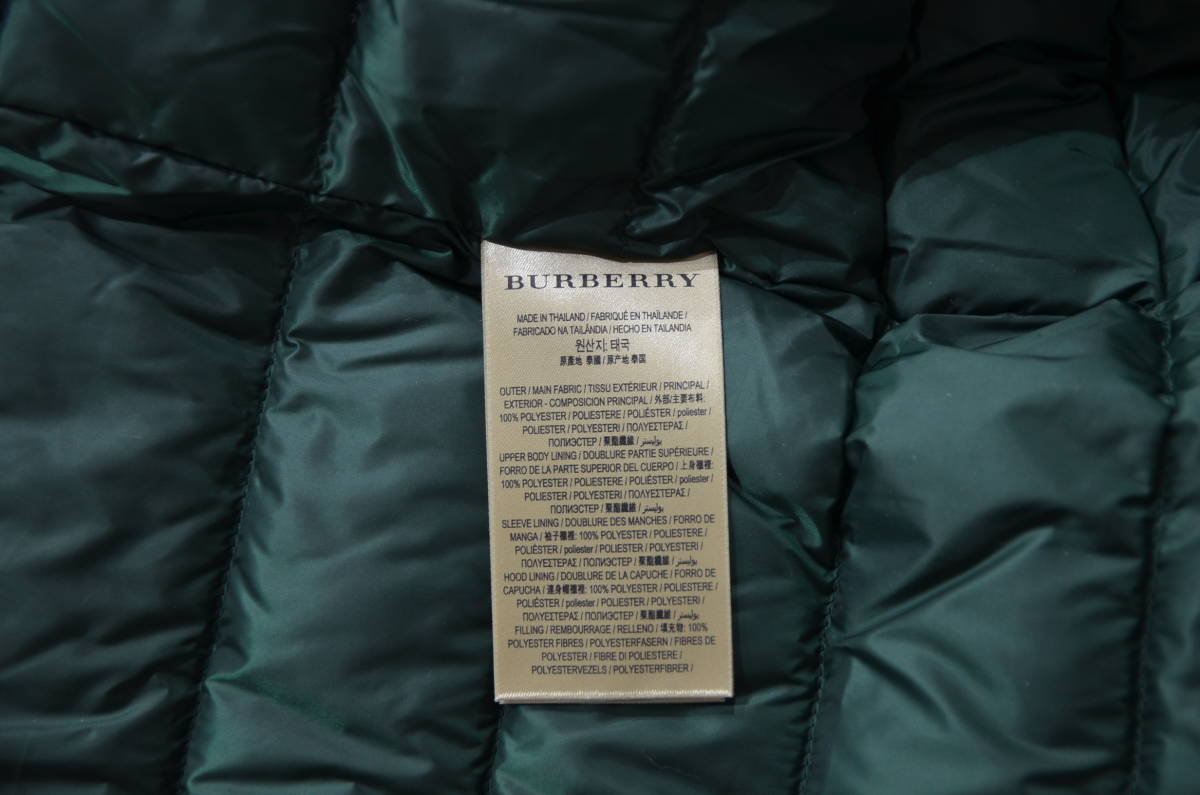 BURBERRY
MADE IN THAILAND / FABRIQUÉ EN THAÏLANDE /
FABRICADO NA TAILÂNDIA / HECHO EN TAILANDIA
원산지: 태국
原產地 泰國 / 原产地 泰国
OUTER / MAIN FABRIC / TISSU EXTÉRIEUR / PRINCIPAL /
EXTERIOR - COMPOSICION PRINCIPAL / 外部/主要布料:
100% POLYESTER / POLIESTERE / POLIÉSTER / poliester /
POLIESTER / POLYESTERI / ΠΟΛΥΕΣΤΕΡΑΣ /
ПОЛИЭСТЕР / 聚酯纖維 / يوليستر /
UPPER BODY LINING / DOUBLURE PARTIE SUPÉRIEURE /
FORRO DE LA PARTE SUPERIOR DEL CUERPO / 上身襯裡:
100% POLYESTER / POLIESTERE / POLIÉSTER / poliester /
POLIESTER / POLYESTERI / ΠΟΛΥΕΣΤΕΡΑΣ /
ПОЛИЭСТЕР / 聚酯纖維 / يوليستر /
SLEEVE LINING / DOUBLURE DES MANCHES / FORRO DE
MANGA / 袖子襯裡: 100% POLYESTER / POLIESTERE /
POLIÉSTER / poliester / POLIESTER / POLYESTERI /
ΠΟΛΥΕΣΤΕΡΑΣ / ПОЛИЭСТЕР / 聚酯纖維 / يوليستر /
HOOD LINING / DOUBLURE DE LA CAPUCHE / FORRO DE
CAPUCHA / 連身帽襯裡: 100% POLYESTER / POLIESTERE /
POLIÉSTER / poliester / POLIESTER / POLYESTERI /
ΠΟΛΥΕΣΤΕΡΑΣ / ПОЛИЭСТЕР / 聚酯纖維 / يوليستر /
FILLING / REMBOURRAGE / RELLENO / 填充物: 100%
POLYESTER FIBRES / POLYESTERFASERN / FIBRES DE
POLYESTER / FIBRE DI POLIESTERE /
POLYESTERVEZELS / POLYESTERFIBRER /